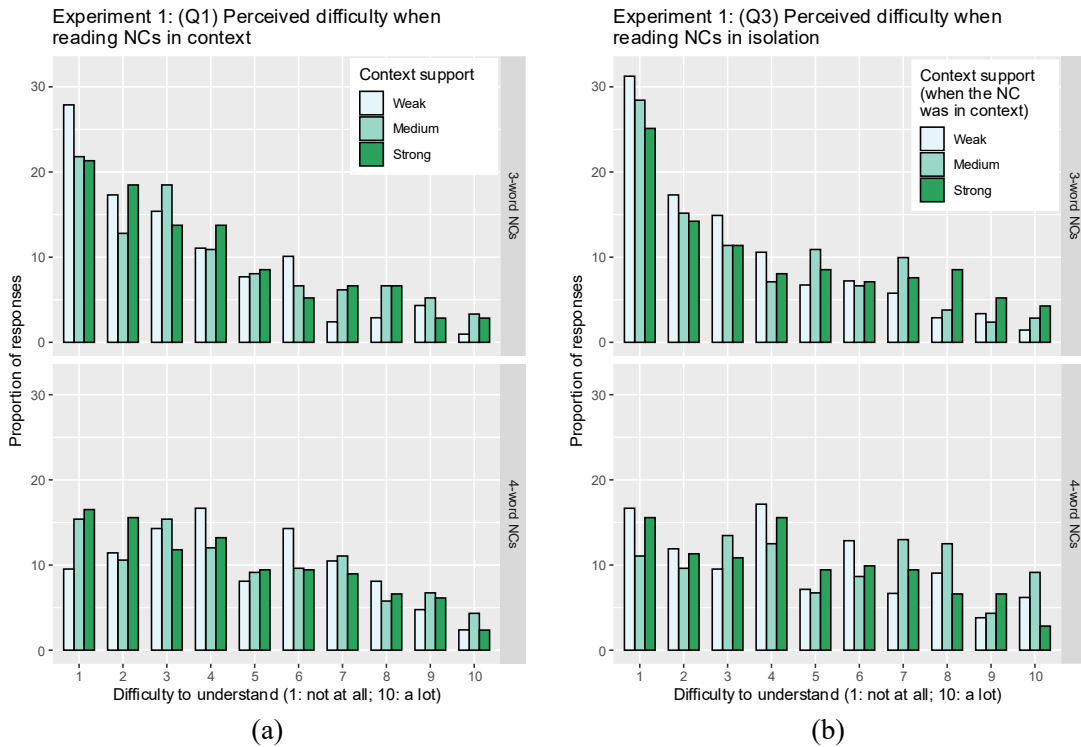 Experiment 1: (Q1) Perceived difficulty when
reading NCs in context
Proportion of responses
30
20
10
0
Context support
Weak
Medium
Strong
3-word NCs
30
20
10
0
4-word NCs
1 2 3 4 5 6 7 8 9 10
Difficulty to understand (1: not at all; 10: a lot)
(a)
Experiment 1: (Q3) Perceived difficulty when
reading NCs in isolation
Proportion of responses
30
20
10
0
Context support
(when the NC
was in context)
Weak
Medium
Strong
3-word NCs
30
20
10
0
4-word NCs
1 2 3 4 5 6 7 8 9 10
Difficulty to understand (1: not at all; 10: a lot)
(b)